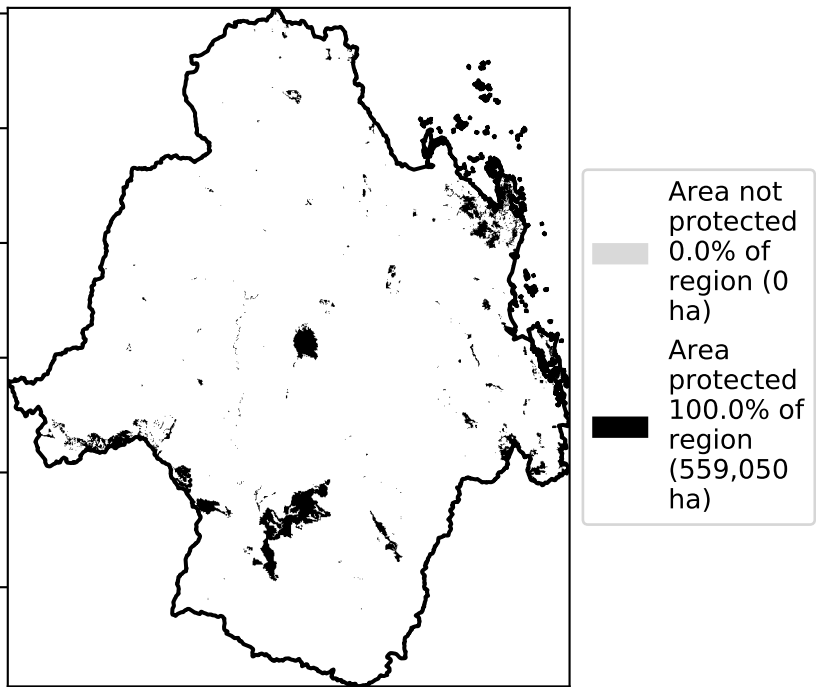 Area not
protected
0.0% of
region (0
ha)
Area
protected
100.0% of
region
(559,050
ha)